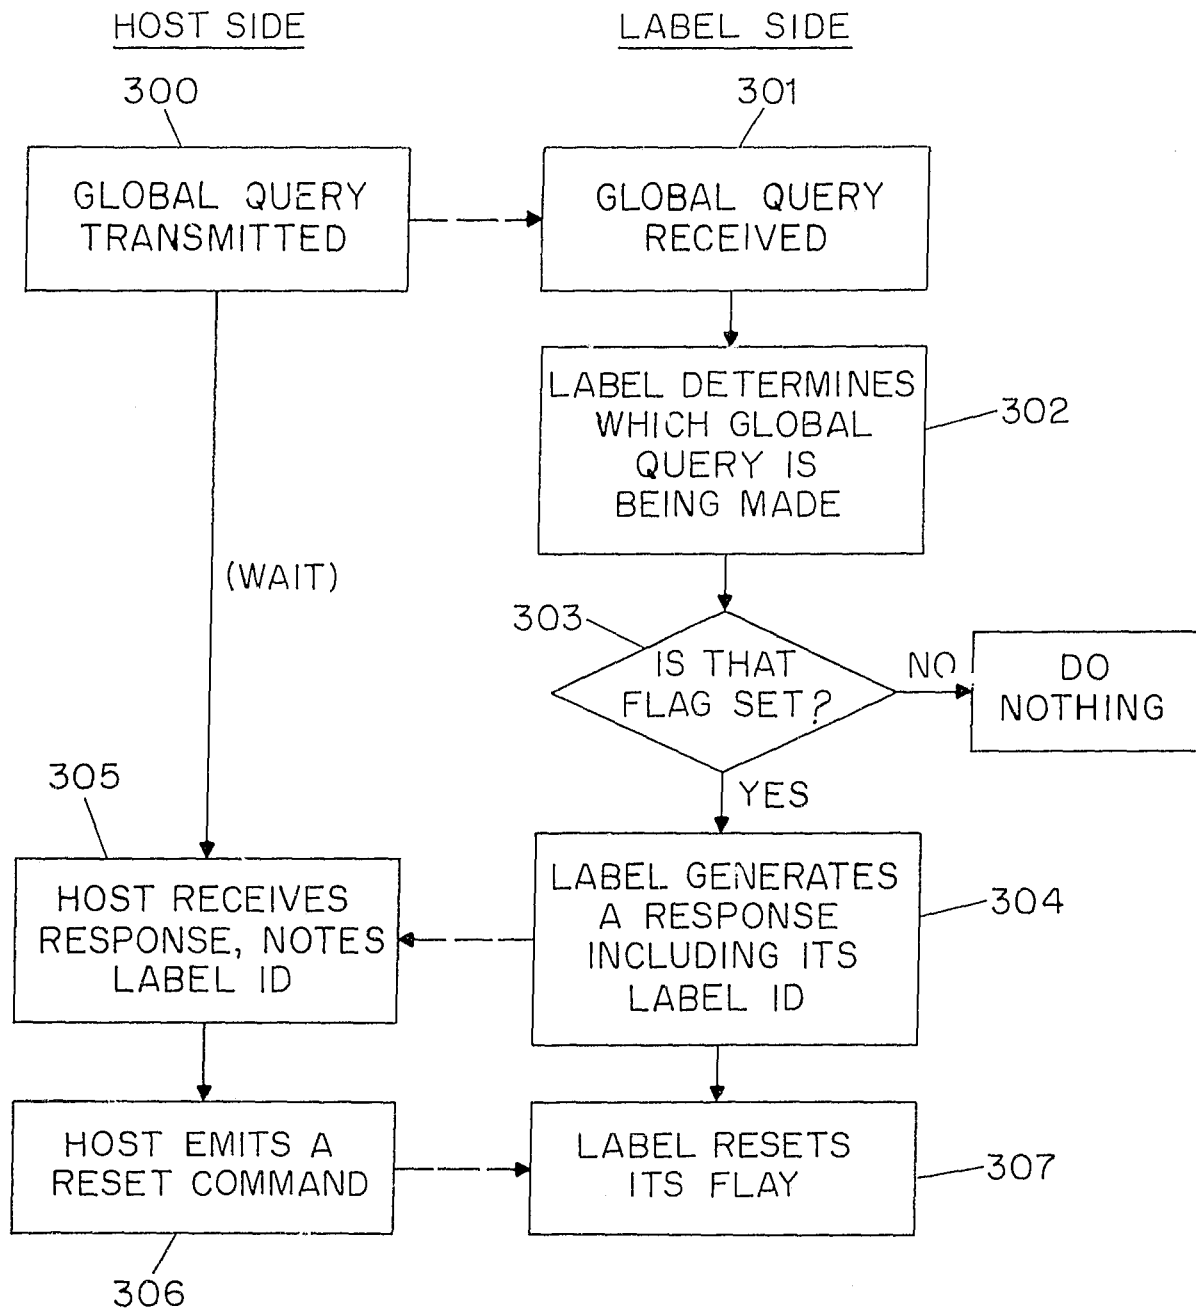 HOST SIDE
LABEL SIDE
300
301
GLOBAL QUERY
TRANSMITTED
GLOBAL QUERY
RECEIVED
LABEL DETERMINES
WHICH GLOBAL
QUERY IS
BEING MADE
302
(WAIT)
303
IS THAT
FLAG SET?
NO
DO
NOTHING
YES
305
HOST RECEIVES
RESPONSE, NOTES
LABEL ID
LABEL GENERATES
A RESPONSE
INCLUDING ITS
LABEL ID
304
HOST EMITS A
RESET COMMAND
LABEL RESETS
ITS FLAY
307
306